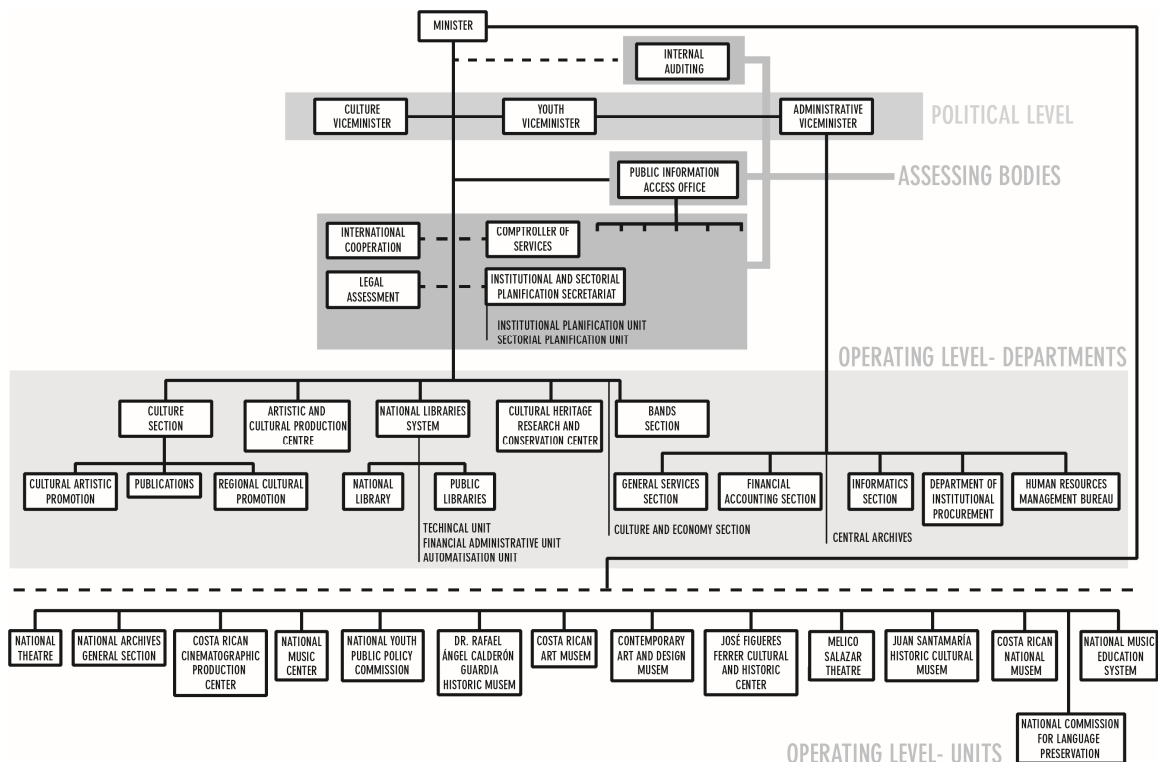 MINISTER
INTERNAL
AUDITING
CULTURE
VICEMINISTER
YOUTH
VICEMINISTER
ADMINISTRATIVE
VICEMINISTER
POLITICAL LEVEL
PUBLIC INFORMATION
ACCESS OFFICE
ASSESSING BODIES
INTERNATIONAL
COOPERATION
COMPTROLLER OF
SERVICES
LEGAL
ASSESSMENT
INSTITUTIONAL AND SECTORIAL
PLANIFICATION SECRETARIAT
INSTITUTIONAL PLANIFICATION UNIT
SECTORIAL PLANIFICATION UNIT
OPERATING LEVEL- DEPARTMENTS
CULTURE
SECTION
ARTISTIC AND
CULTURAL PRODUCTION
CENTRE
NATIONAL LIBRARIES
SYSTEM
CULTURAL HERITAGE
RESEARCH AND
CONSERVATION CENTER
BANDS
SECTION
CULTURAL ARTISTIC
PROMOTION
PUBLICATIONS
REGIONAL CULTURAL
PROMOTION
NATIONAL
LIBRARY
PUBLIC
LIBRARIES
GENERAL SERVICES
SECTION
FINANCIAL
ACCOUNTING SECTION
INFORMATICS
SECTION
DEPARTMENT OF
INSTITUTIONAL
PROCUREMENT
HUMAN RESOURCES
MANAGEMENT BUREAU
TECHINCAL UNIT
FINANCIAL ADMINISTRATIVE UNIT
AUTOMATISATION UNIT
CULTURE AND ECONOMY SECTION
CENTRAL ARCHIVES
NATIONAL
THEATRE
NATIONAL ARCHIVES
GENERAL SECTION
COSTA RICAN
CINEMATOGRAPHIC
PRODUCTION
CENTER
NATIONAL
MUSIC
CENTER
NATIONAL YOUTH
PUBLIC POLICY
COMMISSION
DR. RAFAEL
ÁNGEL CALDERÓN
GUARDIA
HISTORIC MUSEM
COSTA RICAN
ART MUSEM
CONTEMPORARY
ART AND DESIGN
MUSEM
JOSÉ FIGUERES
FERRER CULTURAL
AND HISTORIC
CENTER
MELICO
SALAZAR
THEATRE
JUAN SANTAMARÍA
HISTORIC CULTURAL
MUSEM
COSTA RICAN
NATIONAL
MUSEM
NATIONAL MUSIC
EDUCATION
SYSTEM
NATIONAL COMMISSION
FOR LANGUAGE
PRESERVATION
OPERATING LEVEL- UNITS